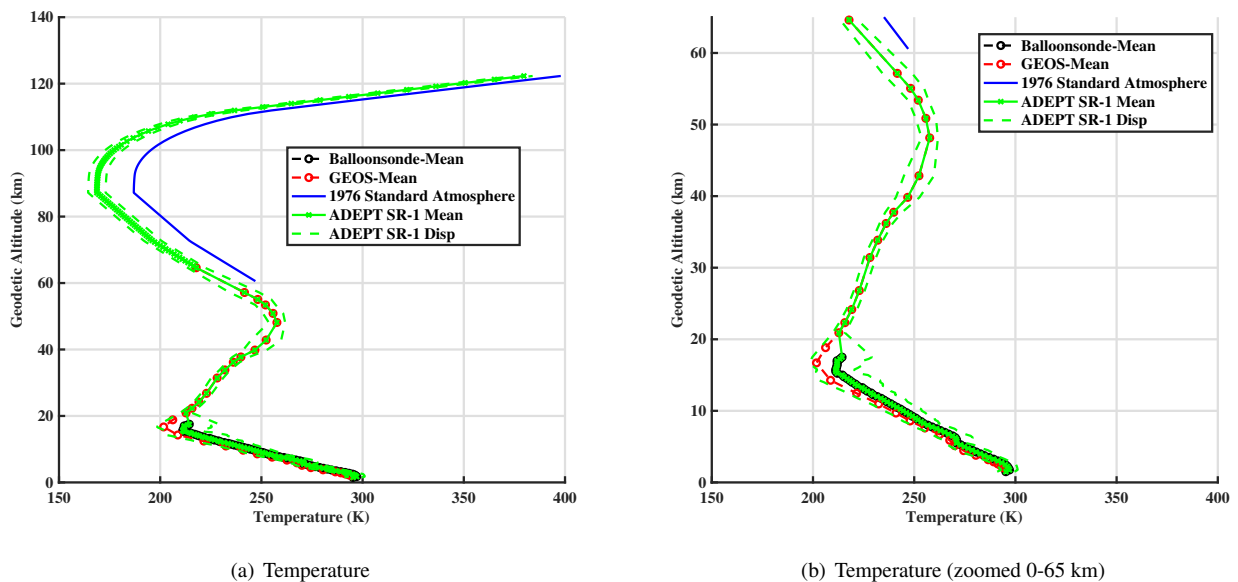 140
120
100
80
60
40
20
0
Geodetic Altitude (km)
Balloonsonde-Mean
GEOS-Mean
1976 Standard Atmosphere
ADEPT SR-1 Mean
ADEPT SR-1 Disp
150 200 250 300 350 400
Temperature (K)
(a) Temperature
60
50
40
30
20
10
0
Geodetic Altitude (km)
Balloonsonde-Mean
GEOS-Mean
1976 Standard Atmosphere
ADEPT SR-1 Mean
ADEPT SR-1 Disp
150 200 250 300 350 400
Temperature (K)
(b) Temperature (zoomed 0-65 km)